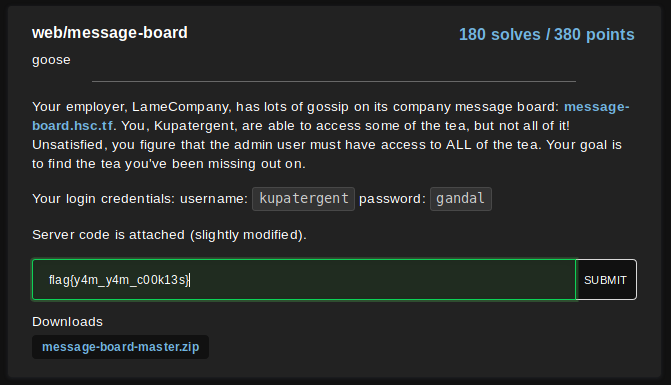 web/message-board
180 solves / 380 points
goose
Your employer, LameCompany, has lots of gossip on its company message board: message-
board.hsc.tf. You, Kupatergent, are able to access some of the tea, but not all of it!
Unsatisfied, you figure that the admin user must have access to ALL of the tea. Your goal is
to find the tea you've been missing out on.
Your login credentials: username: kupatergent password: gandal
Server code is attached (slightly modified).
flag{y4m_y4m_c00k13s}
SUBMIT
Downloads
message-board-master.zip